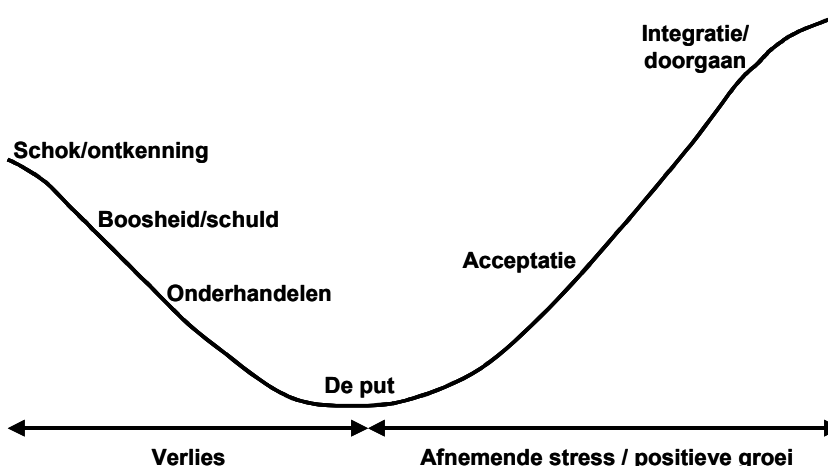 Integratie/
doorgaan
Schok/ontkenning
Boosheid/schuld
Acceptatie
Onderhandelen
De put
Verlies
Afnemende stress / positieve groei